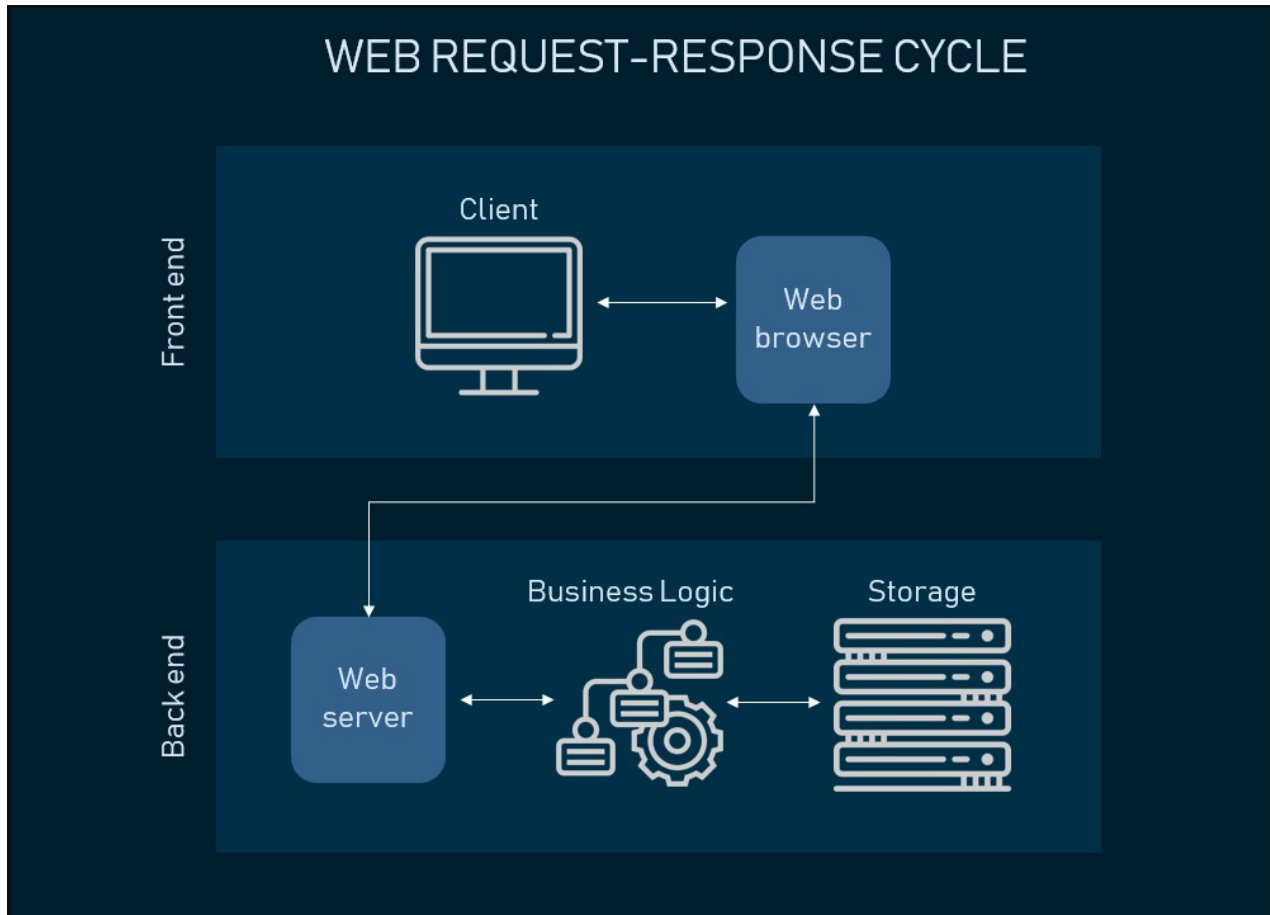 WEB REQUEST-RESPONSE CYCLE
Front end
Client
Web
browser
Back end
Business Logic
Storage
Web
server